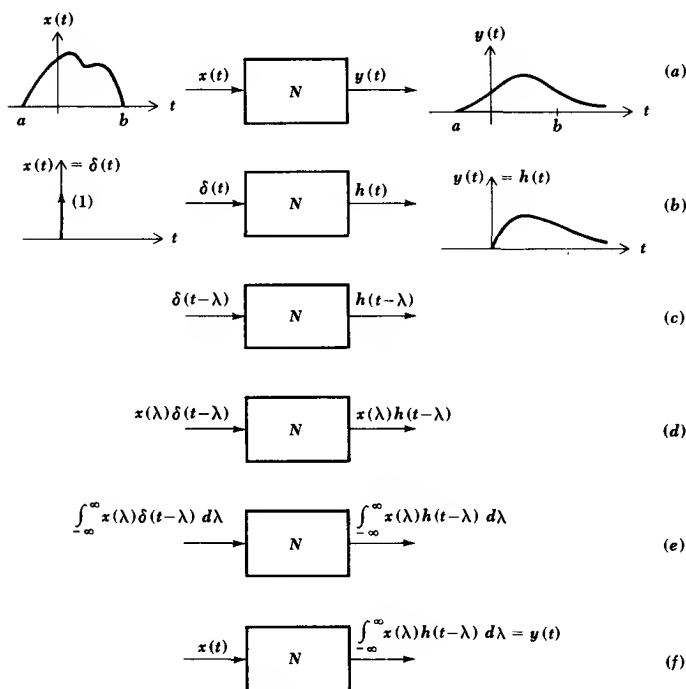 x(t)
a b t
x(t) N y(t)
y(t)
a b t
(a)
x(t) = δ(t)
(1)
t
δ(t) N h(t)
y(t) = h(t)
t
(b)
δ(t−λ) N h(t−λ) (c)
x(λ)δ(t−λ) N x(λ)h(t−λ) (d)
∫_{−∞}^{∞} x(λ)δ(t−λ) dλ N ∫_{−∞}^{∞} x(λ)h(t−λ) dλ (e)
x(t) N ∫_{−∞}^{∞} x(λ)h(t−λ) dλ = y(t) (f)